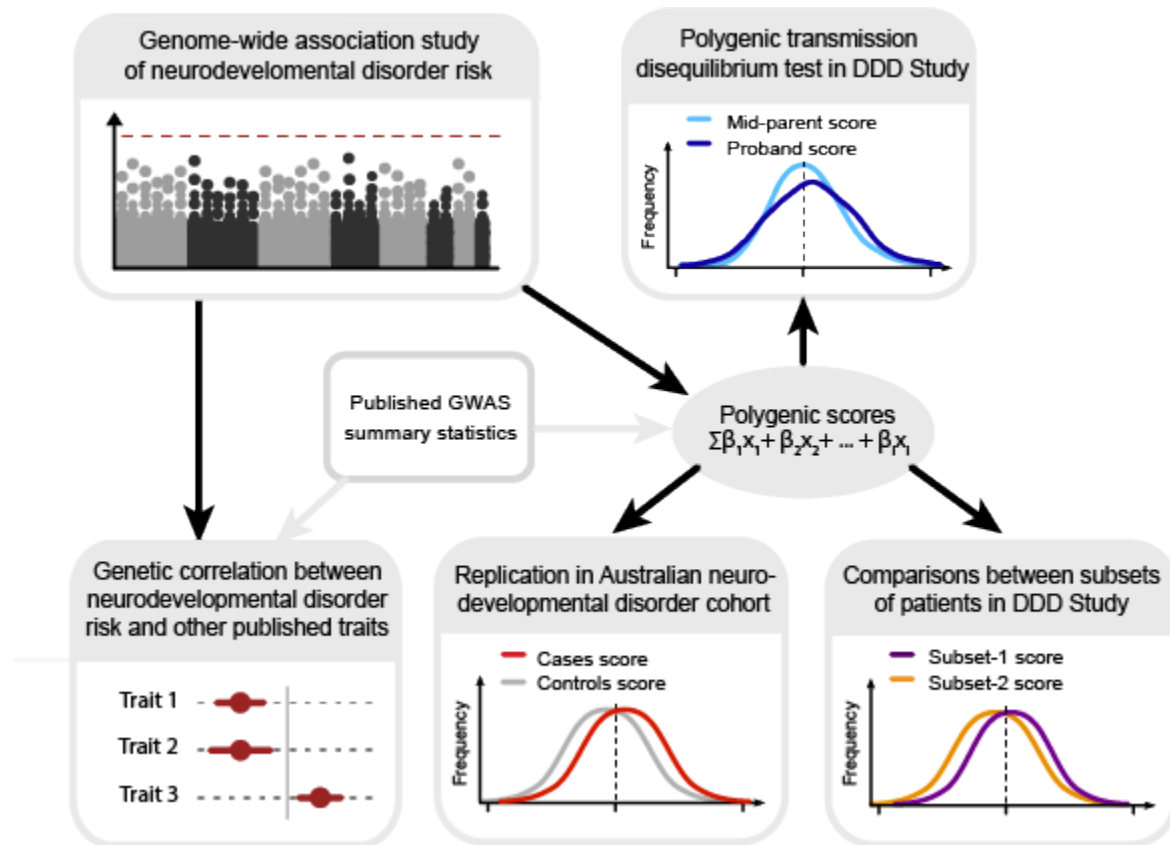 Genome-wide association study
of neurodevelomental disorder risk
Polygenic transmission
disequilibrium test in DDD Study
Mid-parent score
Proband score
Frequency
Published GWAS
summary statistics
Polygenic scores
Σβ₁x₁+ β₂x₂+ ... + βᵢxᵢ
Genetic correlation between
neurodevelopmental disorder
risk and other published traits
Trait 1
Trait 2
Trait 3
Replication in Australian neuro-
developmental disorder cohort
Cases score
Controls score
Frequency
Comparisons between subsets
of patients in DDD Study
Subset-1 score
Subset-2 score
Frequency